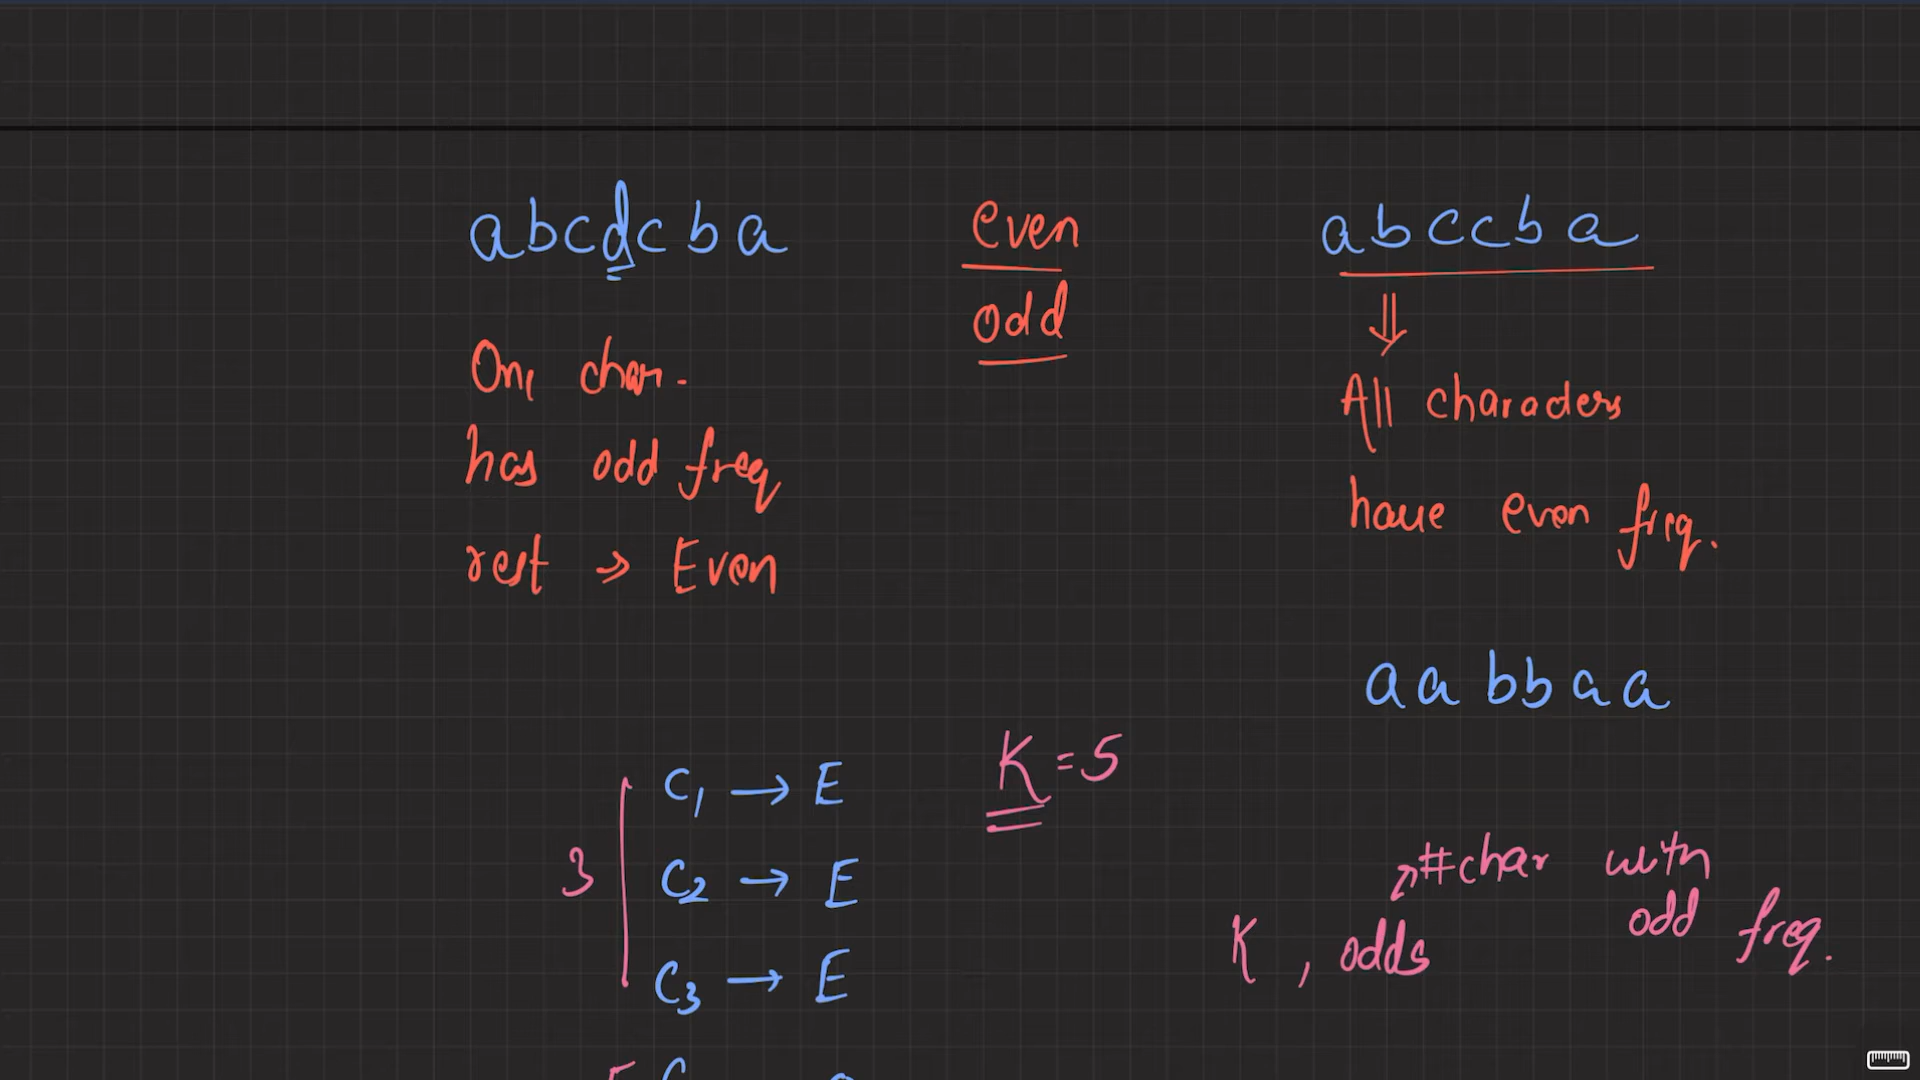 abcdcba
even
odd
abccba
⇓
One char.
has odd freq
rest → Even
All characters
have even freq.
aabbaa
K = 5
3
C1 → E
C2 → E
C3 → E
#char with
odd freq.
K, odds